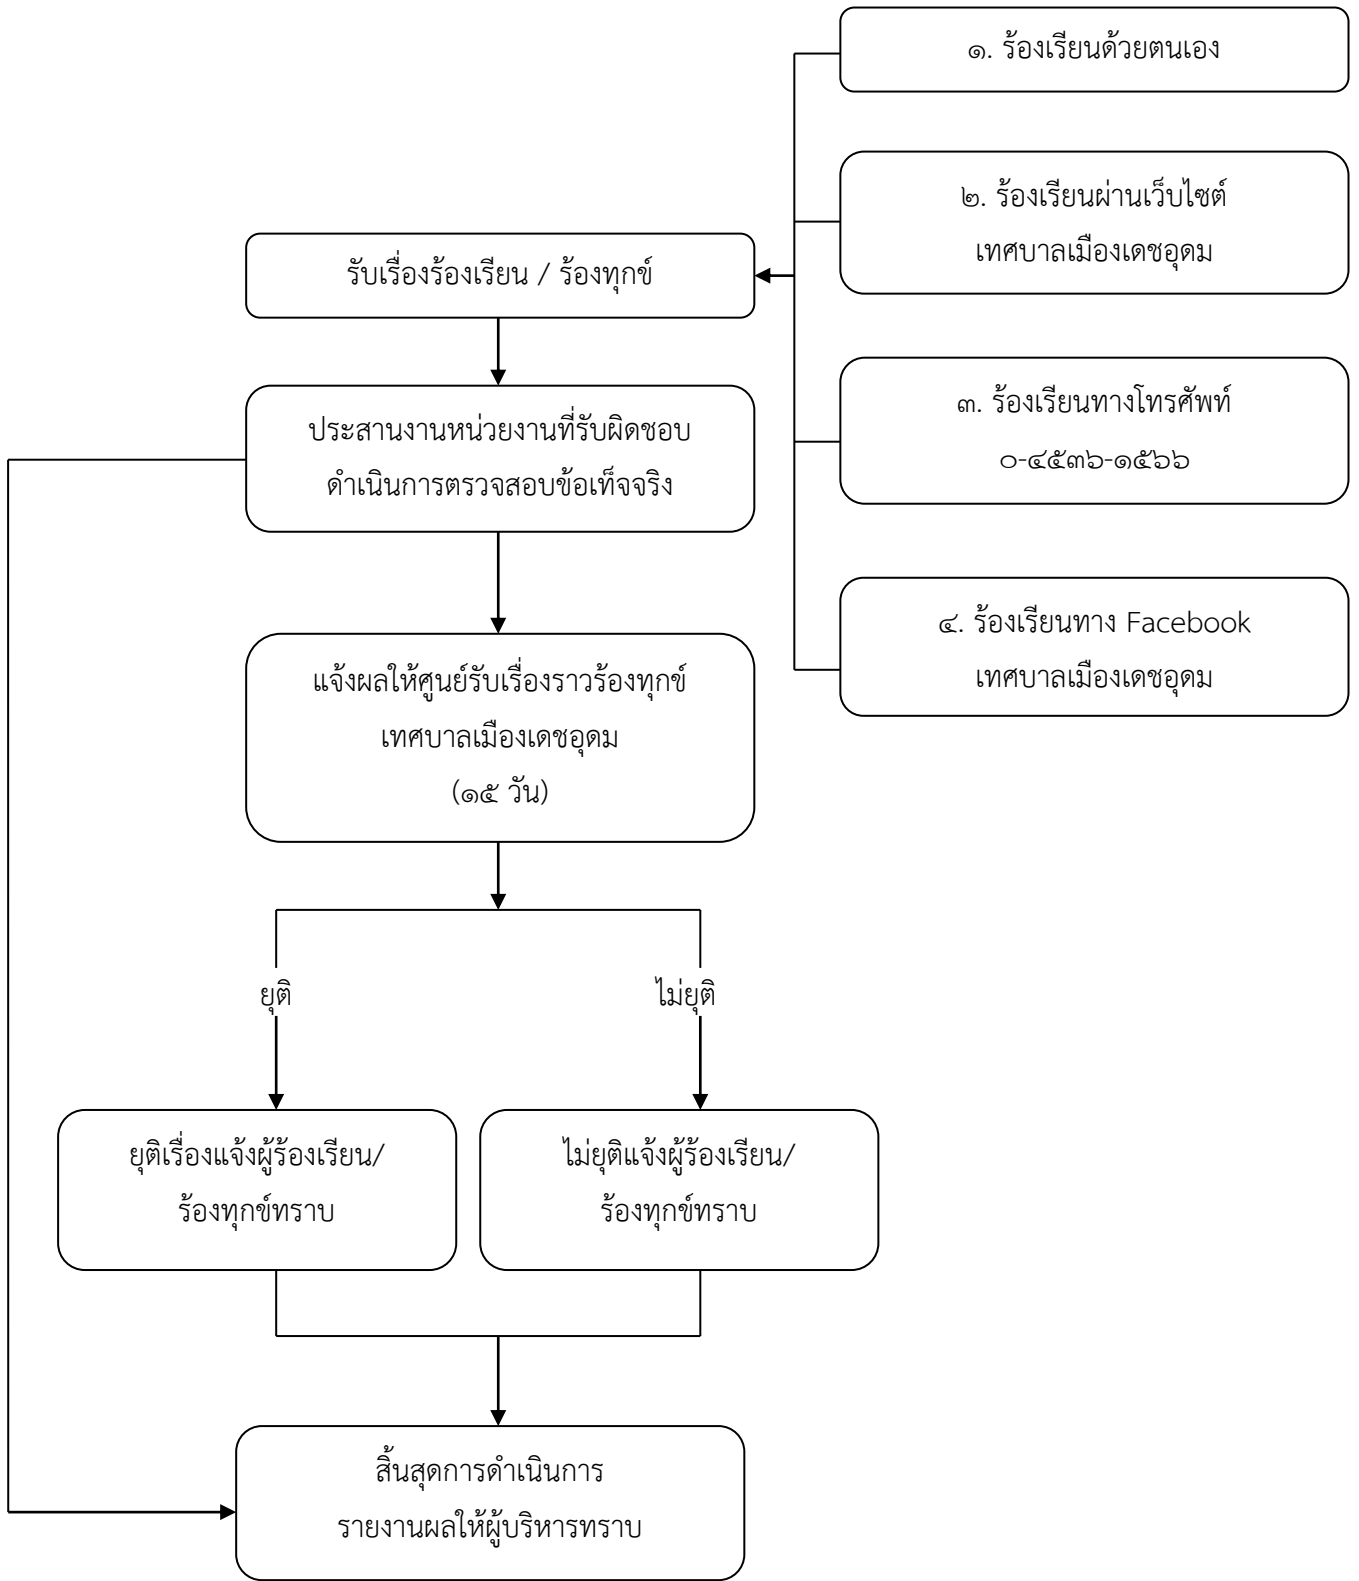 ๑. ร้องเรียนด้วยตนเอง
๒. ร้องเรียนผ่านเว็บไซต์
เทศบาลเมืองเดชอุดม
รับเรื่องร้องเรียน / ร้องทุกข์
๓. ร้องเรียนทางโทรศัพท์
๐-๔๕๓๖-๑๕๖๖
ประสานงานหน่วยงานที่รับผิดชอบ
ดำเนินการตรวจสอบข้อเท็จจริง
๔. ร้องเรียนทาง Facebook
เทศบาลเมืองเดชอุดม
แจ้งผลให้ศูนย์รับเรื่องราวร้องทุกข์
เทศบาลเมืองเดชอุดม
(๑๕ วัน)
ยุติ
ไม่ยุติ
ยุติเรื่องแจ้งผู้ร้องเรียน/
ร้องทุกข์ทราบ
ไม่ยุติแจ้งผู้ร้องเรียน/
ร้องทุกข์ทราบ
สิ้นสุดการดำเนินการ
รายงานผลให้ผู้บริหารทราบ